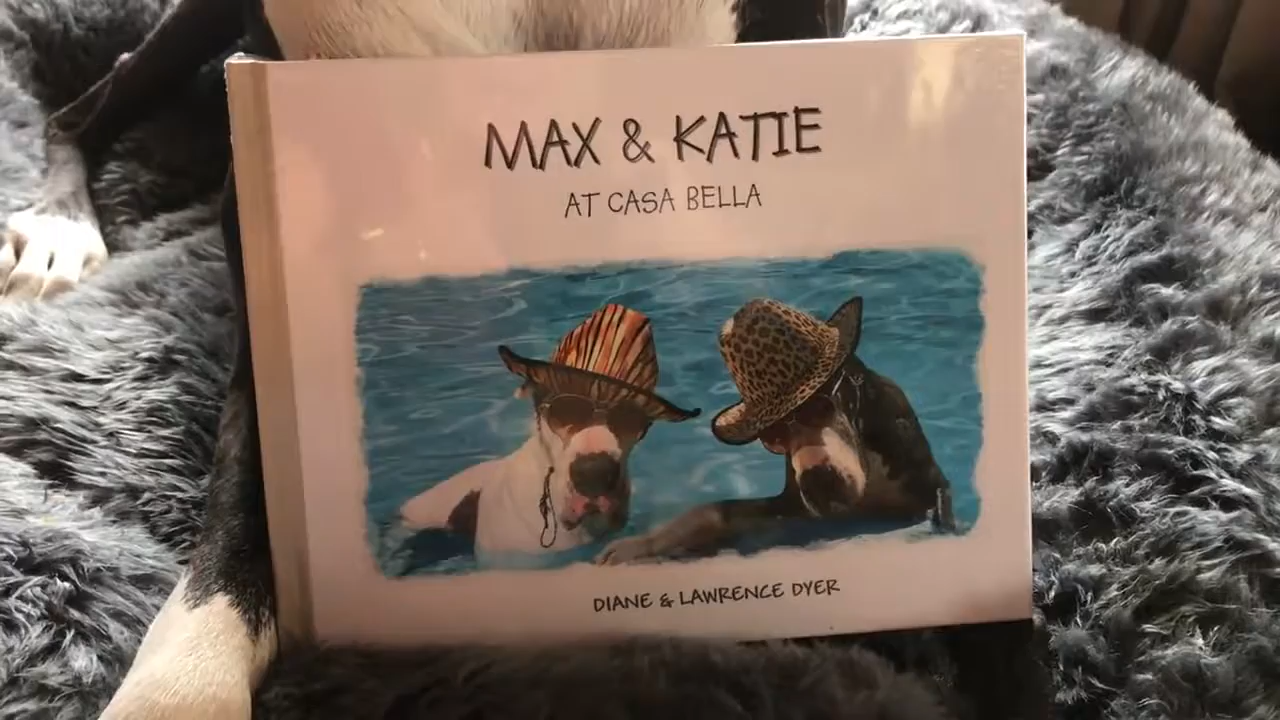 MAX & KATIE
AT CASA BELLA
DIANE & LAWRENCE DYER